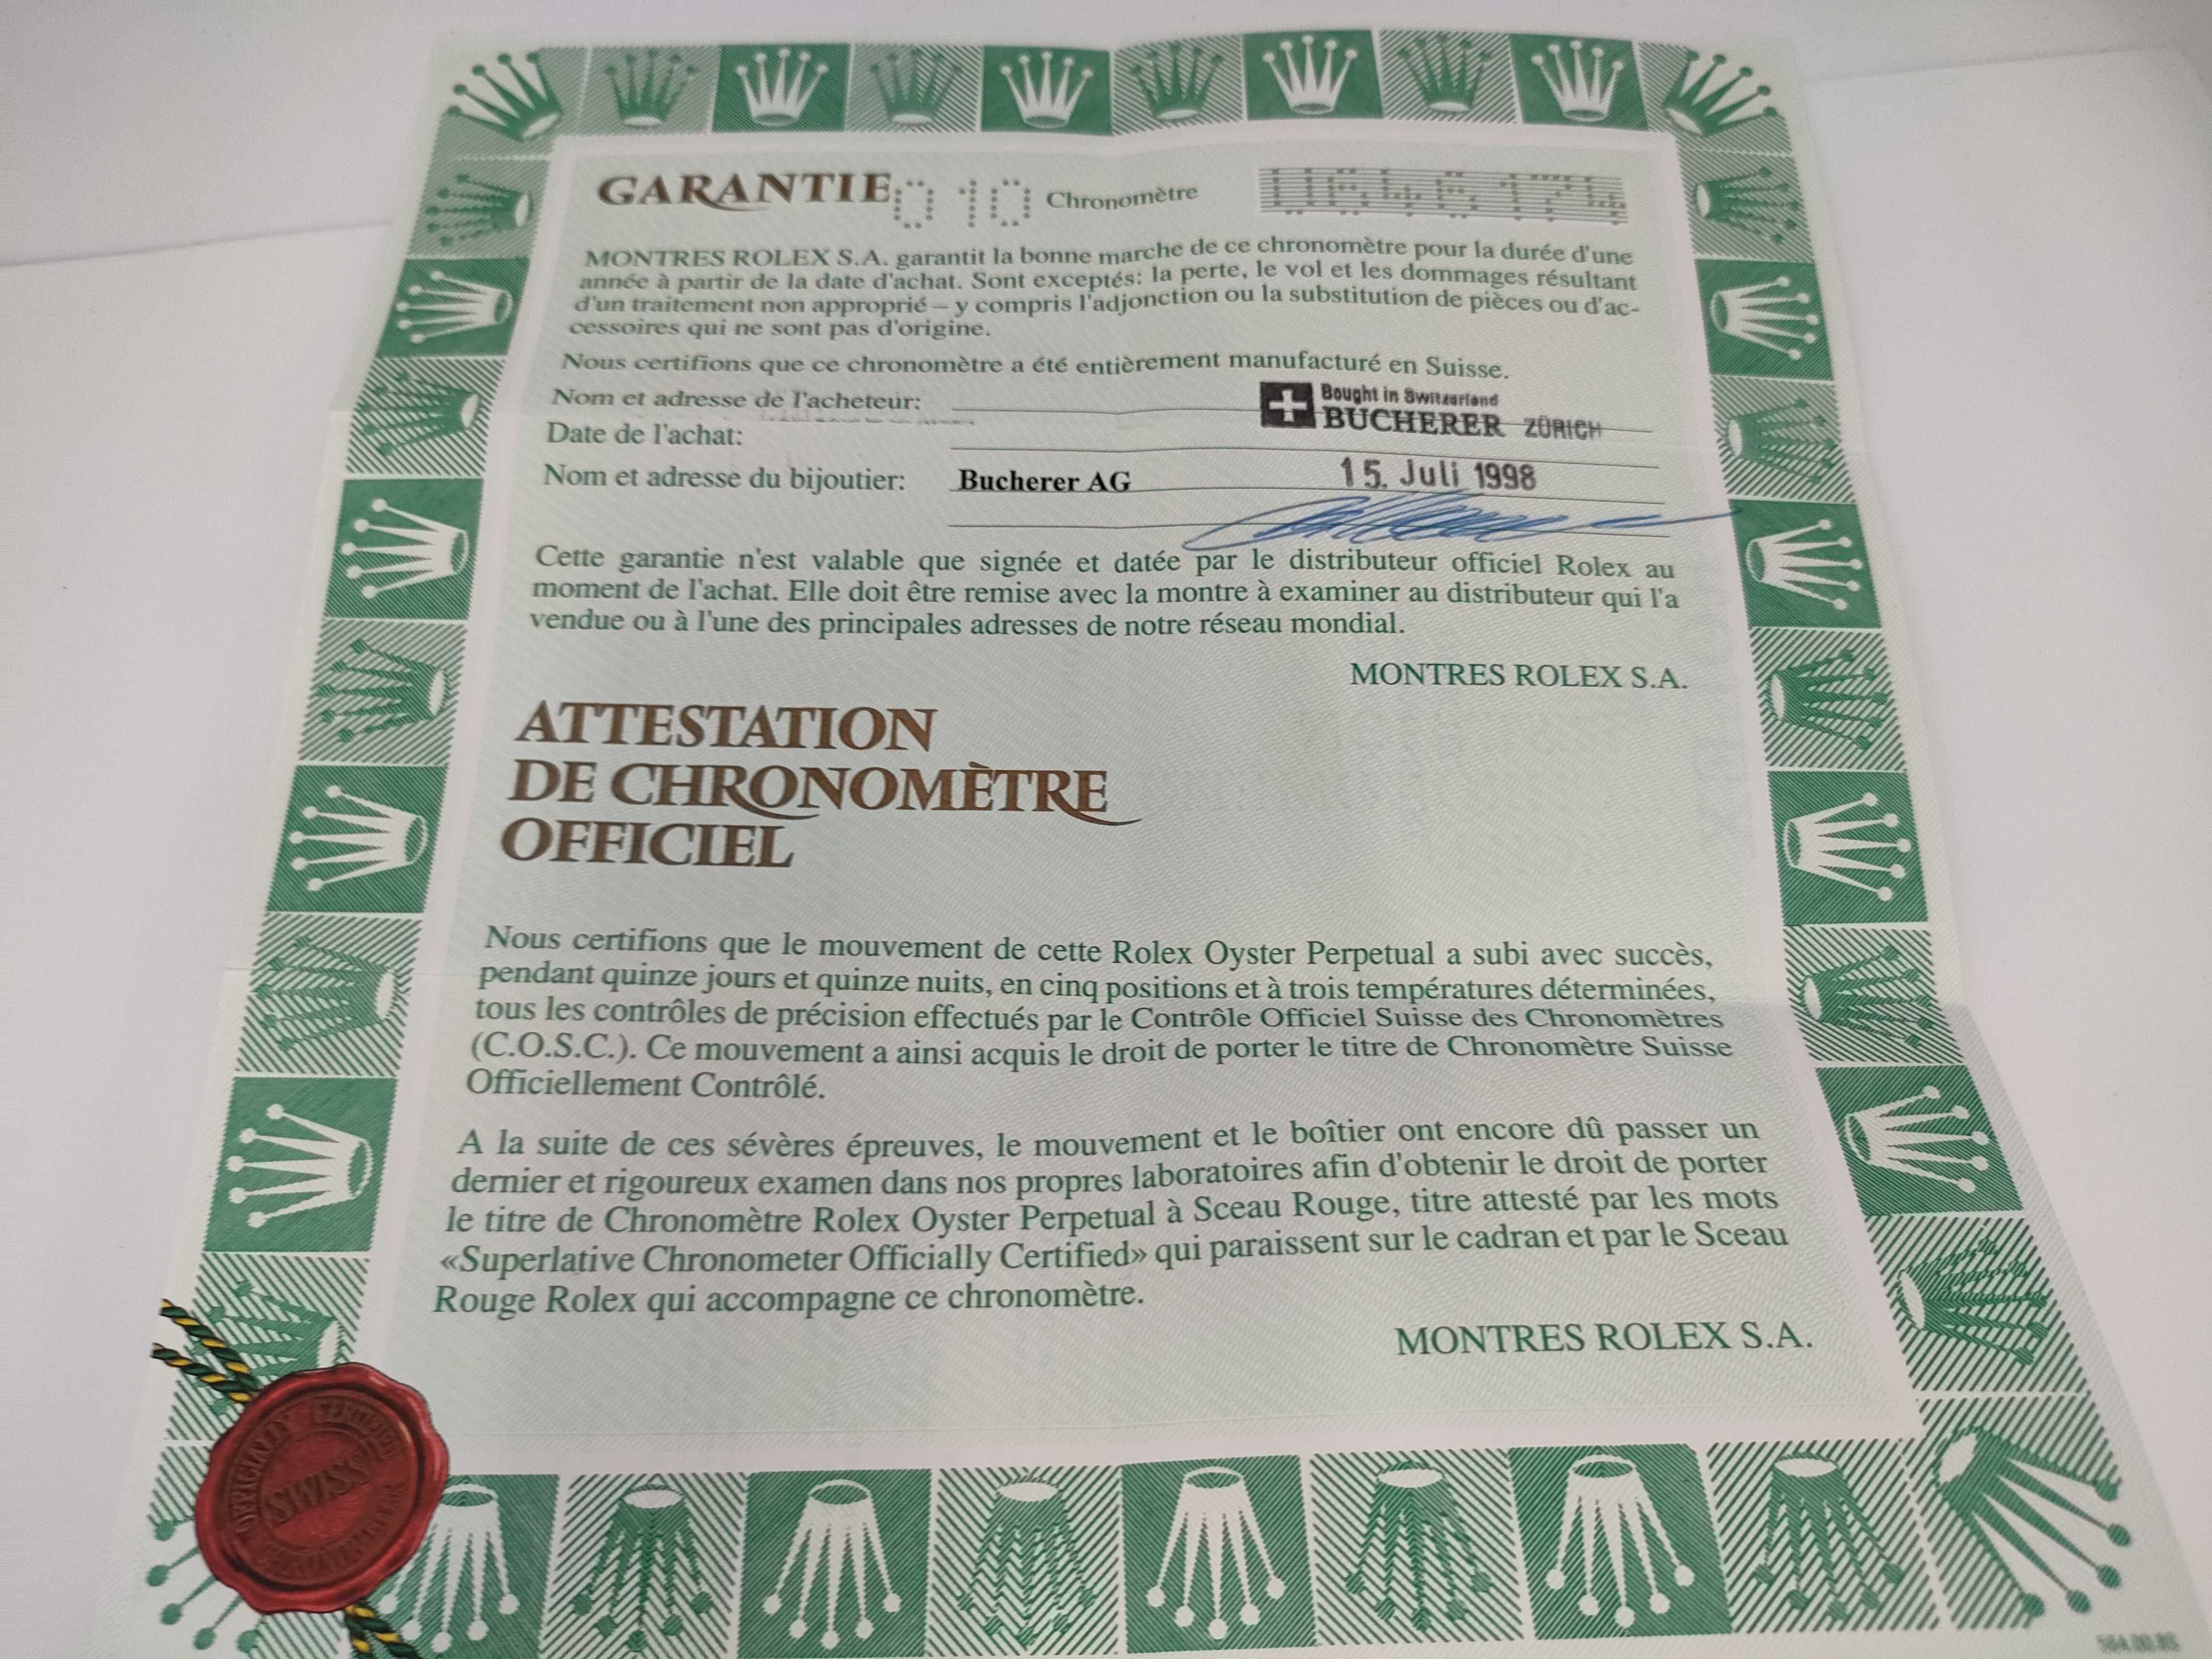 GARANTIE 010 Chronomètre U646174
MONTRES ROLEX S.A. garantit la bonne marche de ce chronomètre pour la durée d'une
année à partir de la date d'achat. Sont exceptés: la perte, le vol et les dommages résultant
d'un traitement non approprié – y compris l'adjonction ou la substitution de pièces ou d'ac-
cessoires qui ne sont pas d'origine.
Nous certifions que ce chronomètre a été entièrement manufacturé en Suisse.
Nom et adresse de l'acheteur:
Bought in Switzerland
BUCHERER ZÜRICH
Date de l'achat:
15. Juli 1998
Nom et adresse du bijoutier: Bucherer AG
Cette garantie n'est valable que signée et datée par le distributeur officiel Rolex au
moment de l'achat. Elle doit être remise avec la montre à examiner au distributeur qui l'a
vendue ou à l'une des principales adresses de notre réseau mondial.
MONTRES ROLEX S.A.
ATTESTATION
DE CHRONOMÈTRE
OFFICIEL
Nous certifions que le mouvement de cette Rolex Oyster Perpetual a subi avec succès,
pendant quinze jours et quinze nuits, en cinq positions et à trois températures déterminées,
tous les contrôles de précision effectués par le Contrôle Officiel Suisse des Chronomètres
(C.O.S.C.). Ce mouvement a ainsi acquis le droit de porter le titre de Chronomètre Suisse
Officiellement Contrôlé.
A la suite de ces sévères épreuves, le mouvement et le boîtier ont encore dû passer un
dernier et rigoureux examen dans nos propres laboratoires afin d'obtenir le droit de porter
le titre de Chronomètre Rolex Oyster Perpetual à Sceau Rouge, titre attesté par les mots
«Superlative Chronometer Officially Certified» qui paraissent sur le cadran et par le Sceau
Rouge Rolex qui accompagne ce chronomètre.
MONTRES ROLEX S.A.
OFFICIALLY CERTIFIED
SWISS
CHRONOMETER